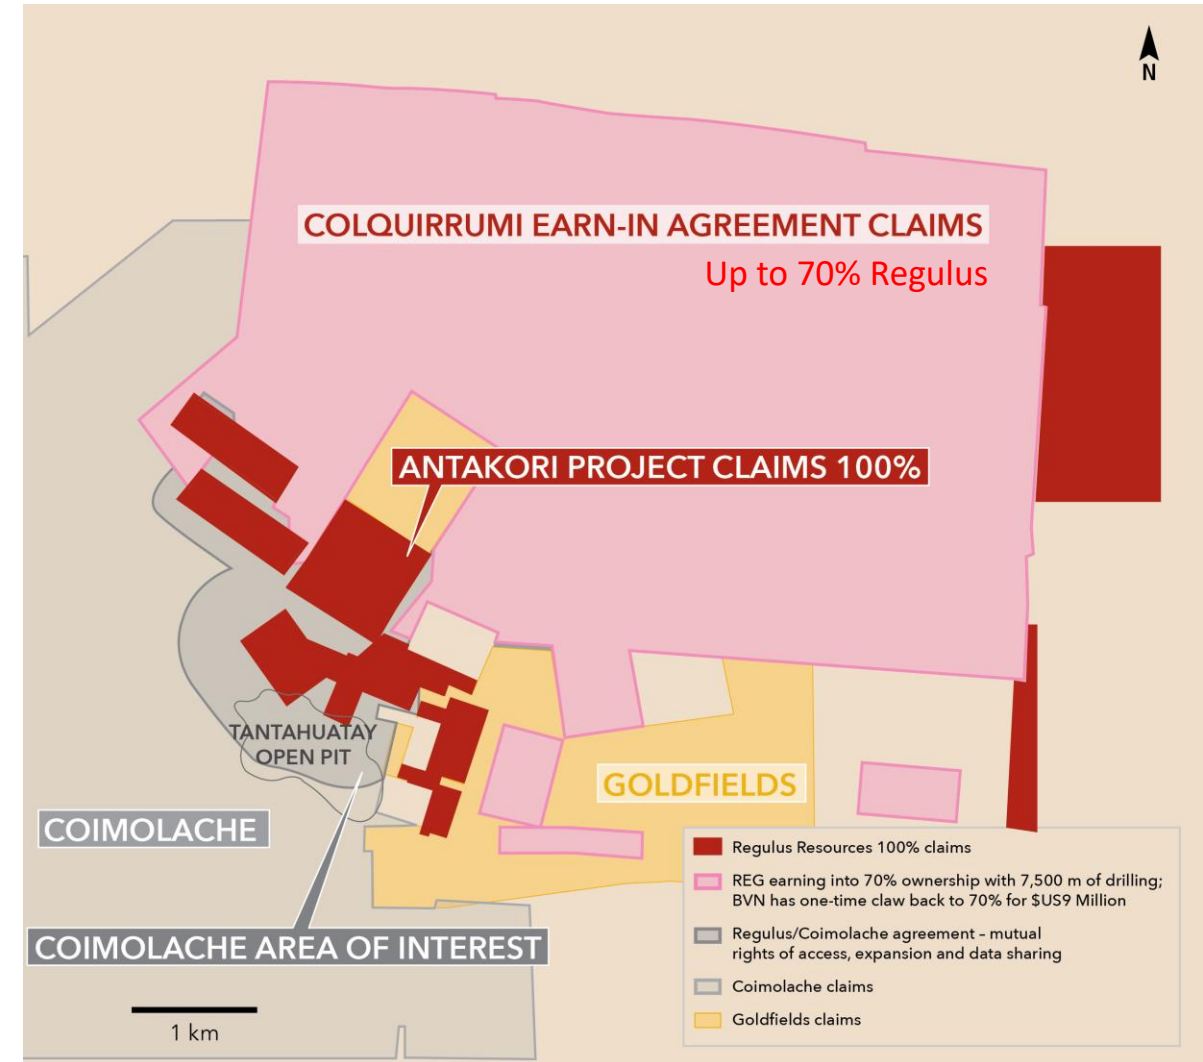 N
COLQUIRRUMI EARN-IN AGREEMENT CLAIMS
Up to 70% Regulus
ANTAKORI PROJECT CLAIMS 100%
TANTAHUATAY
OPEN PIT
GOLDFIELDS
COIMOLACHE
COIMOLACHE AREA OF INTEREST
1 km
Regulus Resources 100% claims
REG earning into 70% ownership with 7,500 m of drilling;
BVN has one-time claw back to 70% for $US9 Million
Regulus/Coimolache agreement – mutual
rights of access, expansion and data sharing
Coimolache claims
Goldfields claims